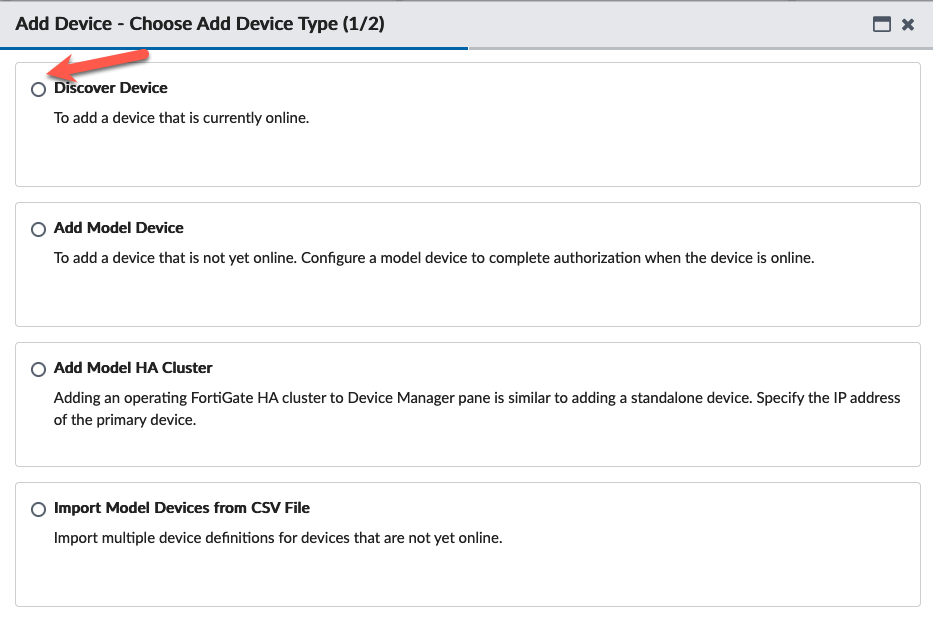 Add Device - Choose Add Device Type (1/2)
Discover Device
To add a device that is currently online.
Add Model Device
To add a device that is not yet online. Configure a model device to complete authorization when the device is online.
Add Model HA Cluster
Adding an operating FortiGate HA cluster to Device Manager pane is similar to adding a standalone device. Specify the IP address
of the primary device.
Import Model Devices from CSV File
Import multiple device definitions for devices that are not yet online.